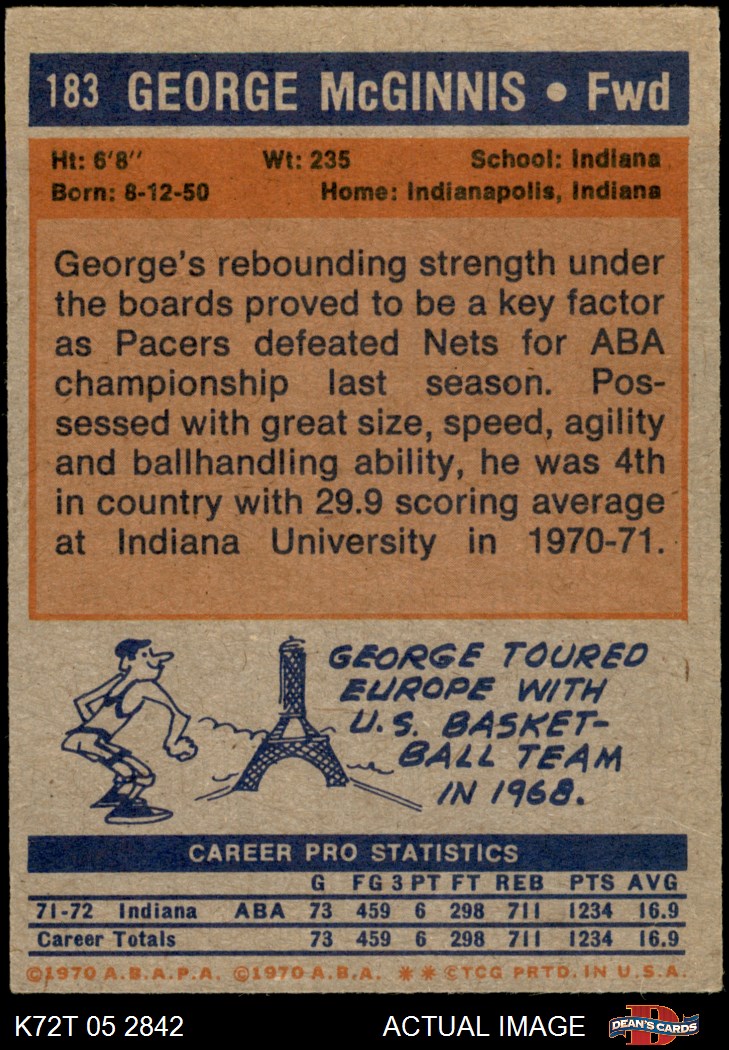 183 GEORGE McGINNIS • Fwd
Ht: 6'8'' Wt: 235 School: Indiana
Born: 8-12-50 Home: Indianapolis, Indiana
George's rebounding strength under
the boards proved to be a key factor
as Pacers defeated Nets for ABA
championship last season. Pos-
sessed with great size, speed, agility
and ballhandling ability, he was 4th
in country with 29.9 scoring average
at Indiana University in 1970-71.
GEORGE TOURED
EUROPE WITH
U.S. BASKET-
BALL TEAM
IN 1968.
CAREER PRO STATISTICS
G FG 3 PT FT REB PTS AVG
71-72 Indiana ABA 73 459 6 298 711 1234 16.9
Career Totals 73 459 6 298 711 1234 16.9
©1970 A.B.A.P.A. ©1970 A.B.A. ** ©TCG PRTD. IN U.S.A.
K72T 05 2842 ACTUAL IMAGE D DEAN'S CARDS